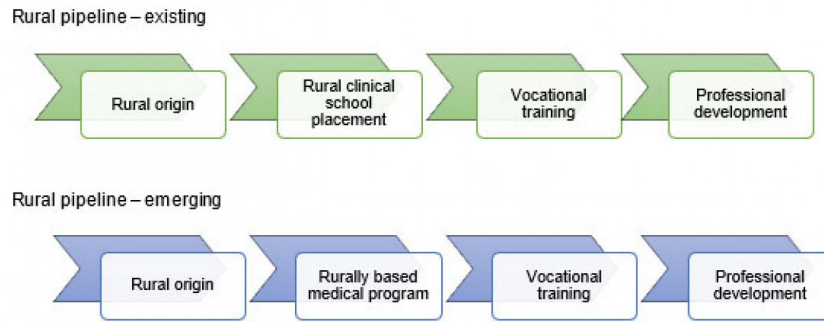 Rural pipeline – existing
Rural origin
Rural clinical
school
placement
Vocational
training
Professional
development
Rural pipeline – emerging
Rural origin
Rurally based
medical program
Vocational
training
Professional
development